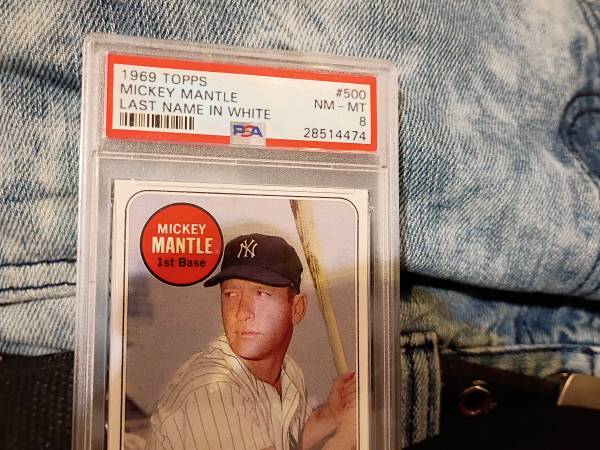 1969 TOPPS
MICKEY MANTLE
LAST NAME IN WHITE
#500
NM-MT
8
28514474
PSA
MICKEY
MANTLE
1st Base
NY